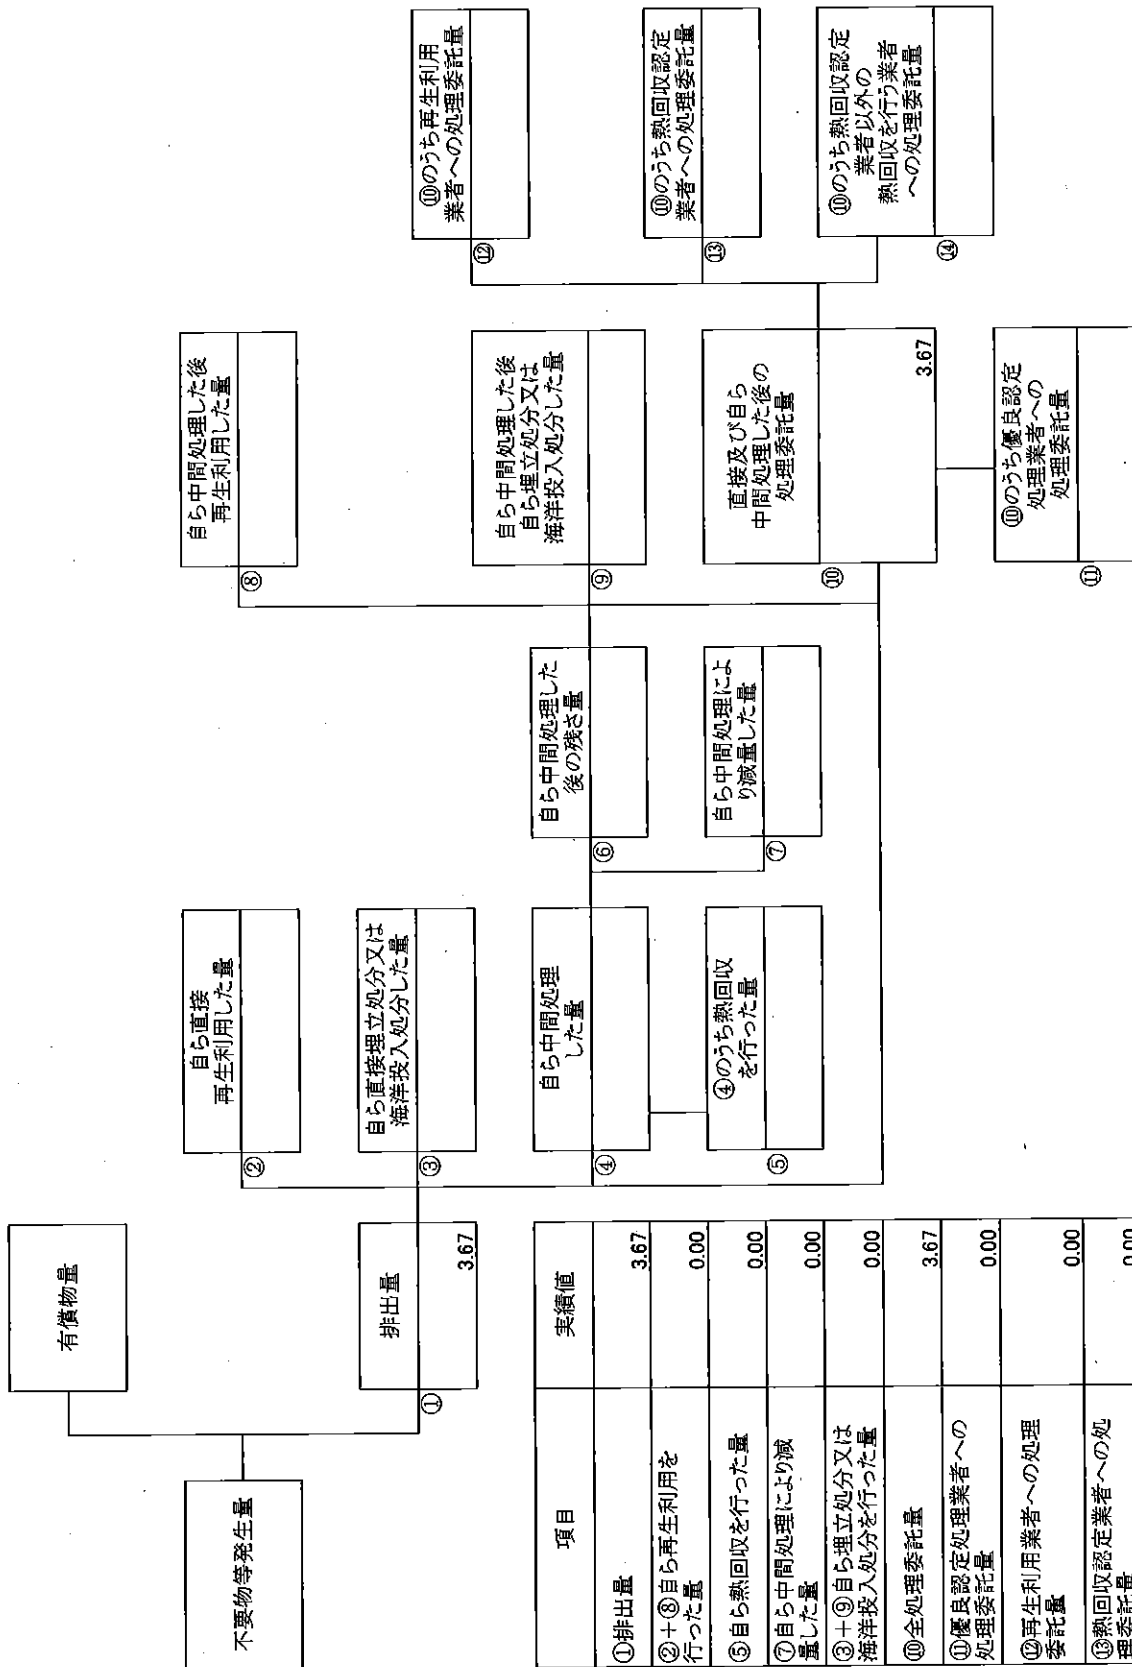 不要物等発生量
有償物量
排出量
①
3.67
自ら直接
再生利用した量
②
自ら直接埋立処分又は
海洋投入処分した量
③
自ら中間処理
した量
④
④のうち熱回収
を行った量
⑤
自ら中間処理した
後の残さ量
⑥
自ら中間処理によ
り減量した量
⑦
自ら中間処理した後
再生利用した量
⑧
自ら中間処理した後
自ら埋立処分又は
海洋投入処分した量
⑨
直接及び自ら
中間処理した後の
処理委託量
⑩
3.67
⑩のうち優良認定
処理業者への
処理委託量
⑪
⑩のうち再生利用
業者への処理委託量
⑫
⑩のうち熱回収認定
業者への処理委託量
⑬
⑩のうち熱回収認定
業者以外の
熱回収を行う業者
への処理委託量
⑭
項目 実績値
①排出量 3.67
②+⑧自ら再生利用を
行った量 0.00
⑤自ら熱回収を行った量 0.00
⑦自ら中間処理により減
量した量 0.00
③+⑨自ら埋立処分又は
海洋投入処分を行った量 0.00
⑩全処理委託量 3.67
⑪優良認定処理業者への
処理委託量 0.00
⑫再生利用業者への処理
委託量 0.00
⑬熱回収認定業者への処
理委託量 0.00